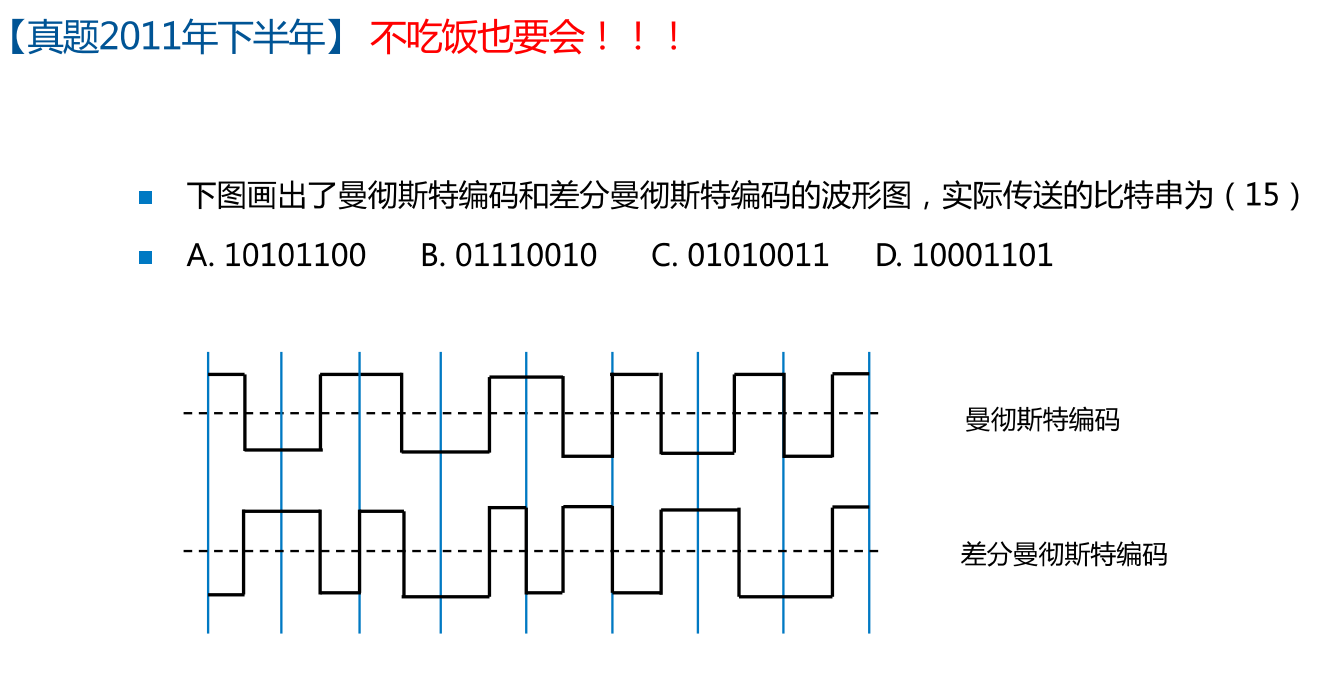 【真题2011年下半年】 不吃饭也要会！！！
下图画出了曼彻斯特编码和差分曼彻斯特编码的波形图，实际传送的比特串为（15）
A. 10101100 B. 01110010 C. 01010011 D. 10001101
曼彻斯特编码
差分曼彻斯特编码